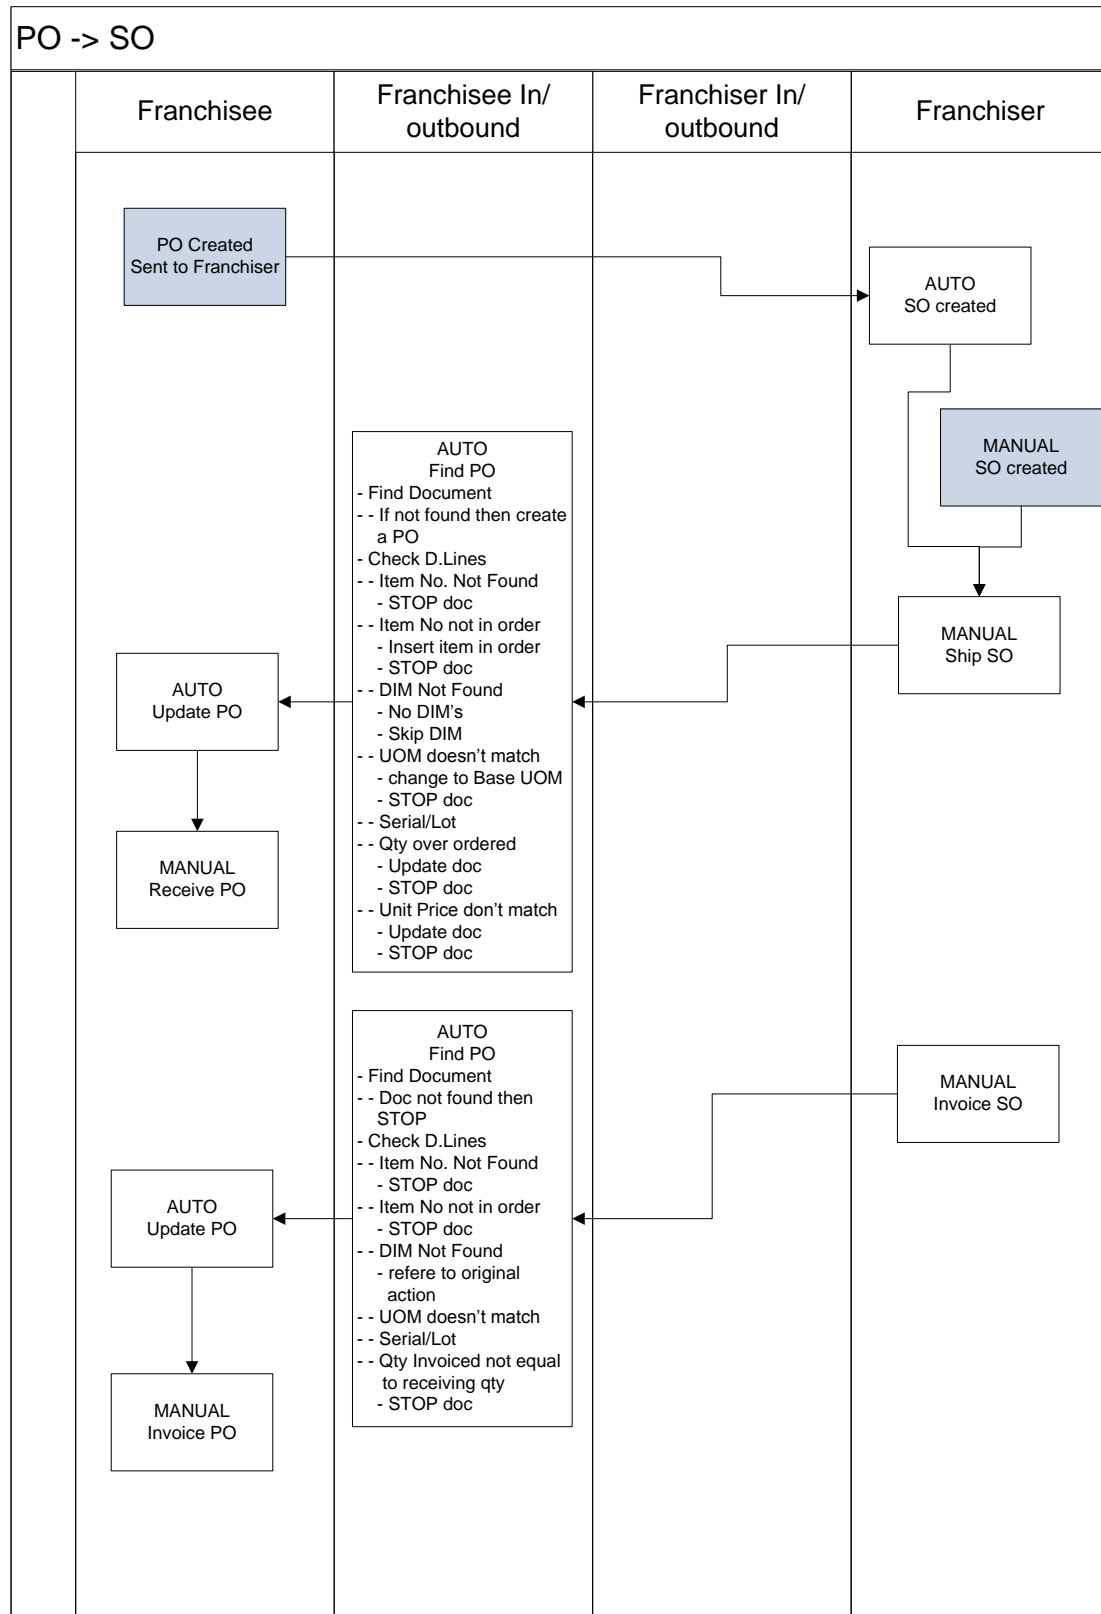 PO -> SO
Franchisee
Franchisee In/
outbound
Franchiser In/
outbound
Franchiser
PO Created
Sent to Franchiser
AUTO
SO created
MANUAL
SO created
AUTO
Find PO
- Find Document
- - If not found then create
a PO
- Check D.Lines
- - Item No. Not Found
- STOP doc
- - Item No not in order
- Insert item in order
- STOP doc
- - DIM Not Found
- No DIM's
- Skip DIM
- - UOM doesn't match
- change to Base UOM
- STOP doc
- - Serial/Lot
- - Qty over ordered
- Update doc
- STOP doc
- - Unit Price don't match
- Update doc
- STOP doc
MANUAL
Ship SO
AUTO
Update PO
MANUAL
Receive PO
AUTO
Find PO
- Find Document
- - Doc not found then
STOP
- Check D.Lines
- - Item No. Not Found
- STOP doc
- - Item No not in order
- STOP doc
- - DIM Not Found
- refere to original
action
- - UOM doesn't match
- - Serial/Lot
- - Qty Invoiced not equal
to receiving qty
- STOP doc
MANUAL
Invoice SO
AUTO
Update PO
MANUAL
Invoice PO